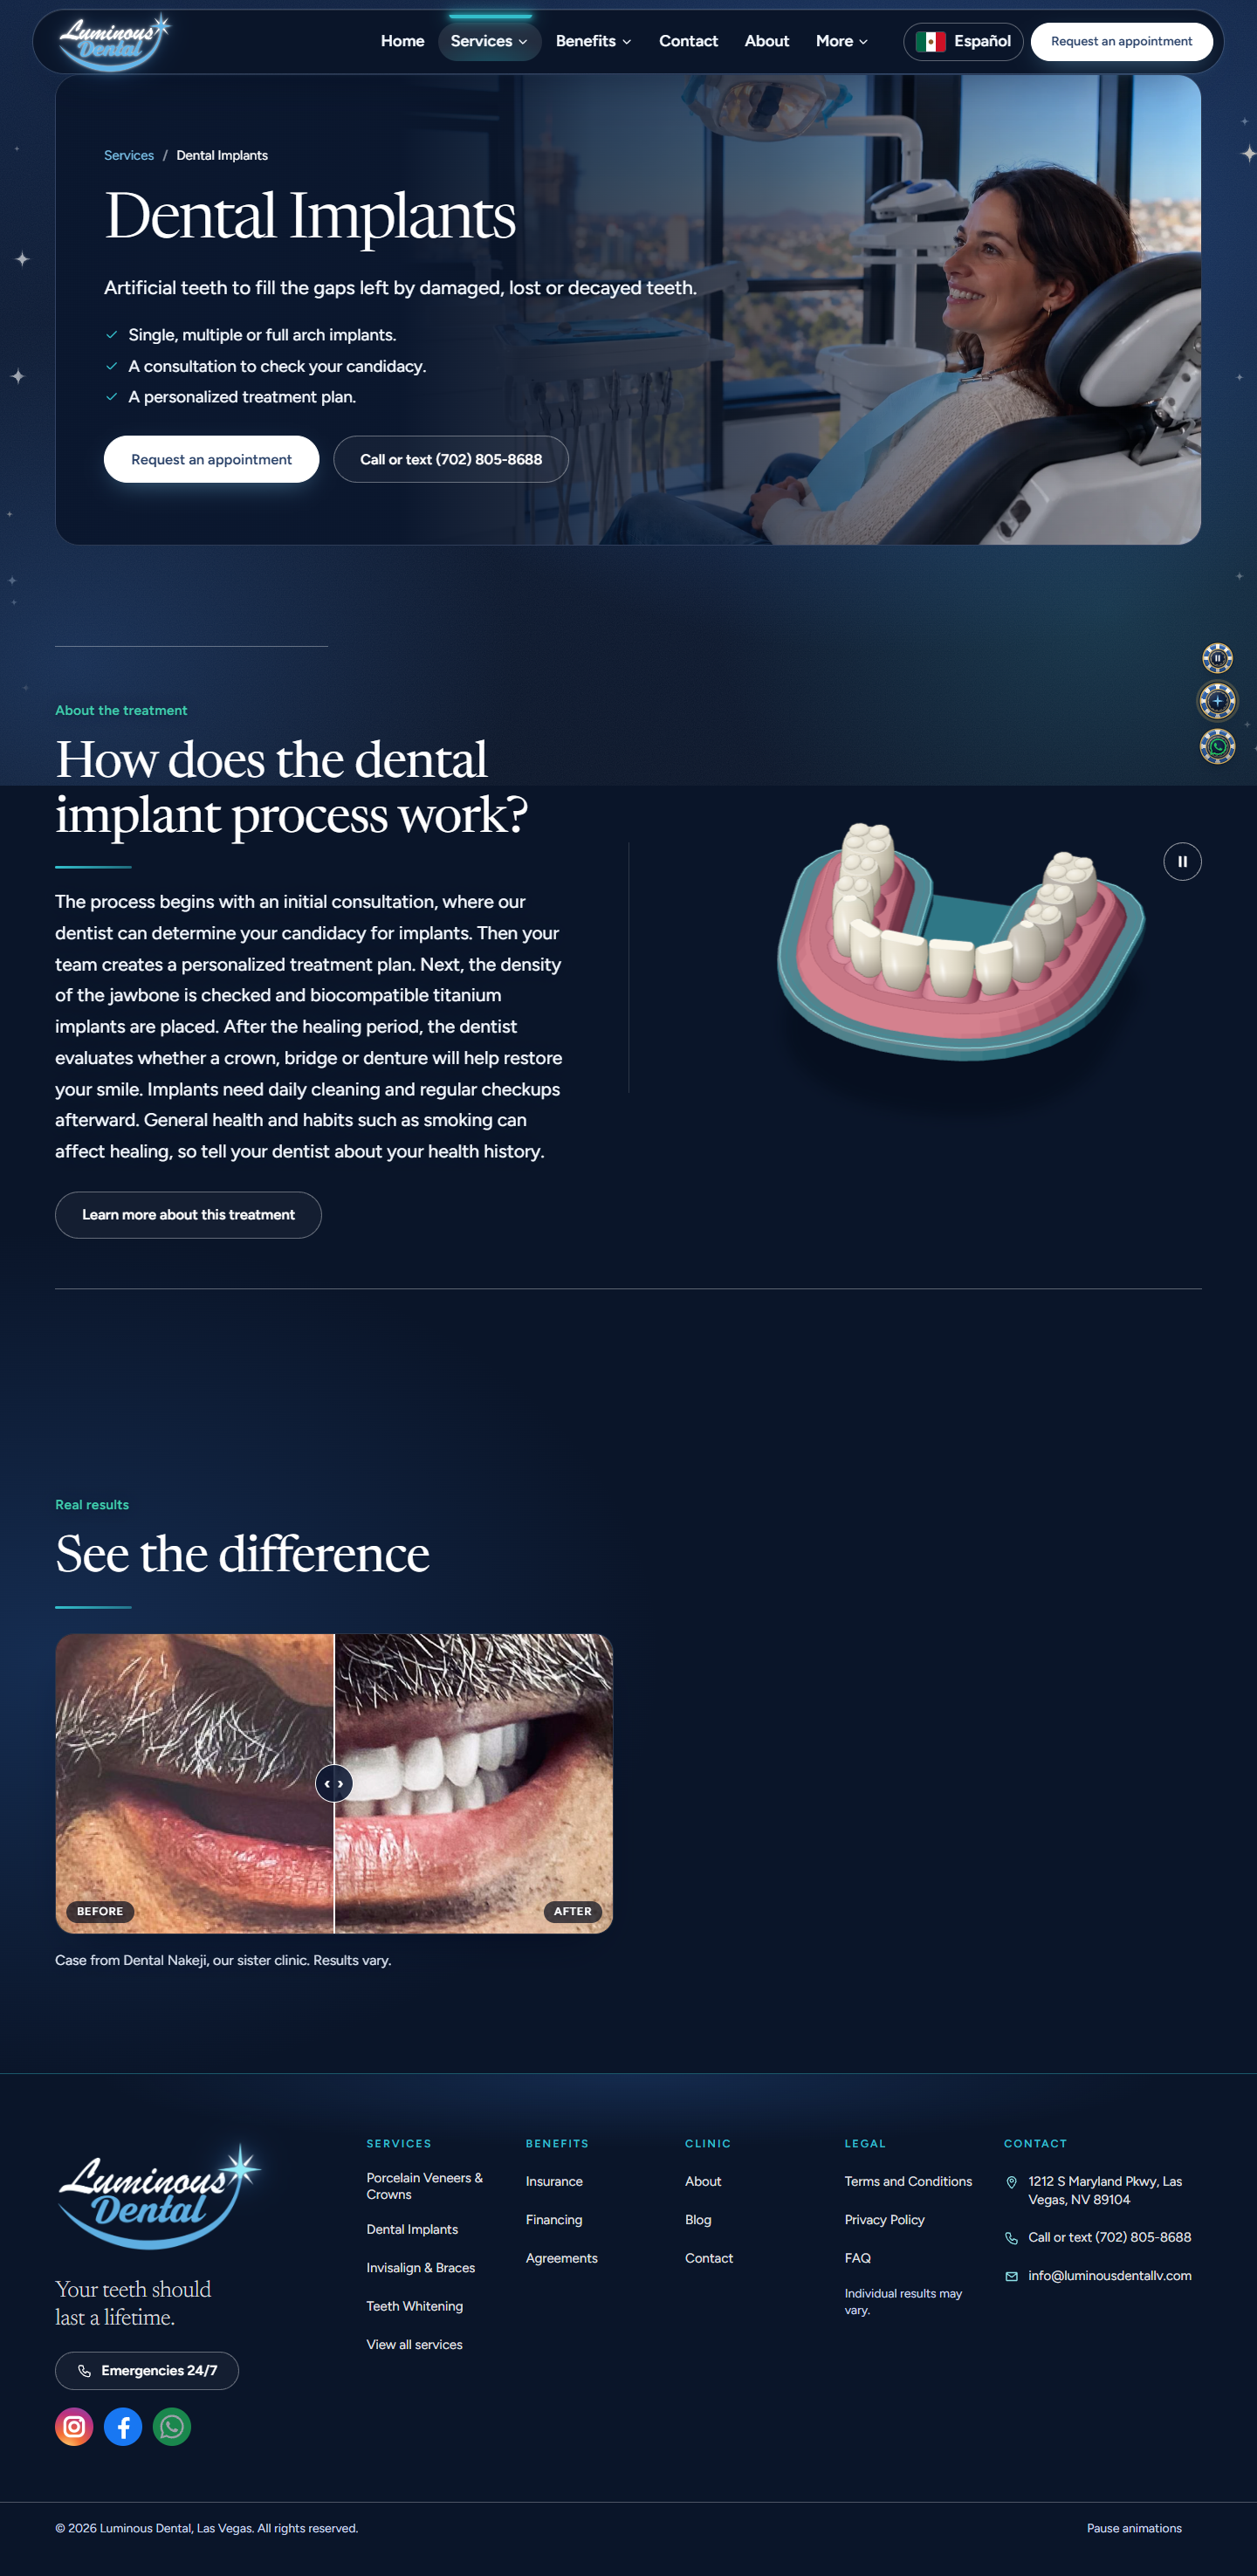 Luminous
Dental
Home
Services
Benefits
Contact
About
More
Español
Request an appointment
Services / Dental Implants
Dental Implants
Artificial teeth to fill the gaps left by damaged, lost or decayed teeth.
Single, multiple or full arch implants.
A consultation to check your candidacy.
A personalized treatment plan.
Request an appointment
Call or text (702) 805-8688
About the treatment
How does the dental
implant process work?
The process begins with an initial consultation, where our
dentist can determine your candidacy for implants. Then your
team creates a personalized treatment plan. Next, the density
of the jawbone is checked and biocompatible titanium
implants are placed. After the healing period, the dentist
evaluates whether a crown, bridge or denture will help restore
your smile. Implants need daily cleaning and regular checkups
afterward. General health and habits such as smoking can
affect healing, so tell your dentist about your health history.
Learn more about this treatment
Real results
See the difference
BEFORE
AFTER
Case from Dental Nakeji, our sister clinic. Results vary.
Luminous
Dental
Your teeth should
last a lifetime.
Emergencies 24/7
SERVICES
Porcelain Veneers &
Crowns
Dental Implants
Invisalign & Braces
Teeth Whitening
View all services
BENEFITS
Insurance
Financing
Agreements
CLINIC
About
Blog
Contact
LEGAL
Terms and Conditions
Privacy Policy
FAQ
Individual results may
vary.
CONTACT
1212 S Maryland Pkwy, Las
Vegas, NV 89104
Call or text (702) 805-8688
info@luminousdentallv.com
© 2026 Luminous Dental, Las Vegas. All rights reserved.
Pause animations